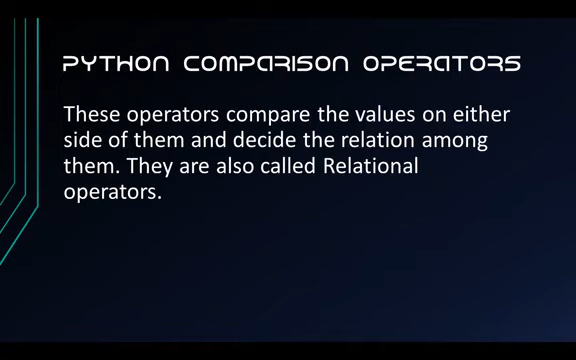 PYTHON COMPARISON OPERATORS
These operators compare the values on either
side of them and decide the relation among
them. They are also called Relational
operators.